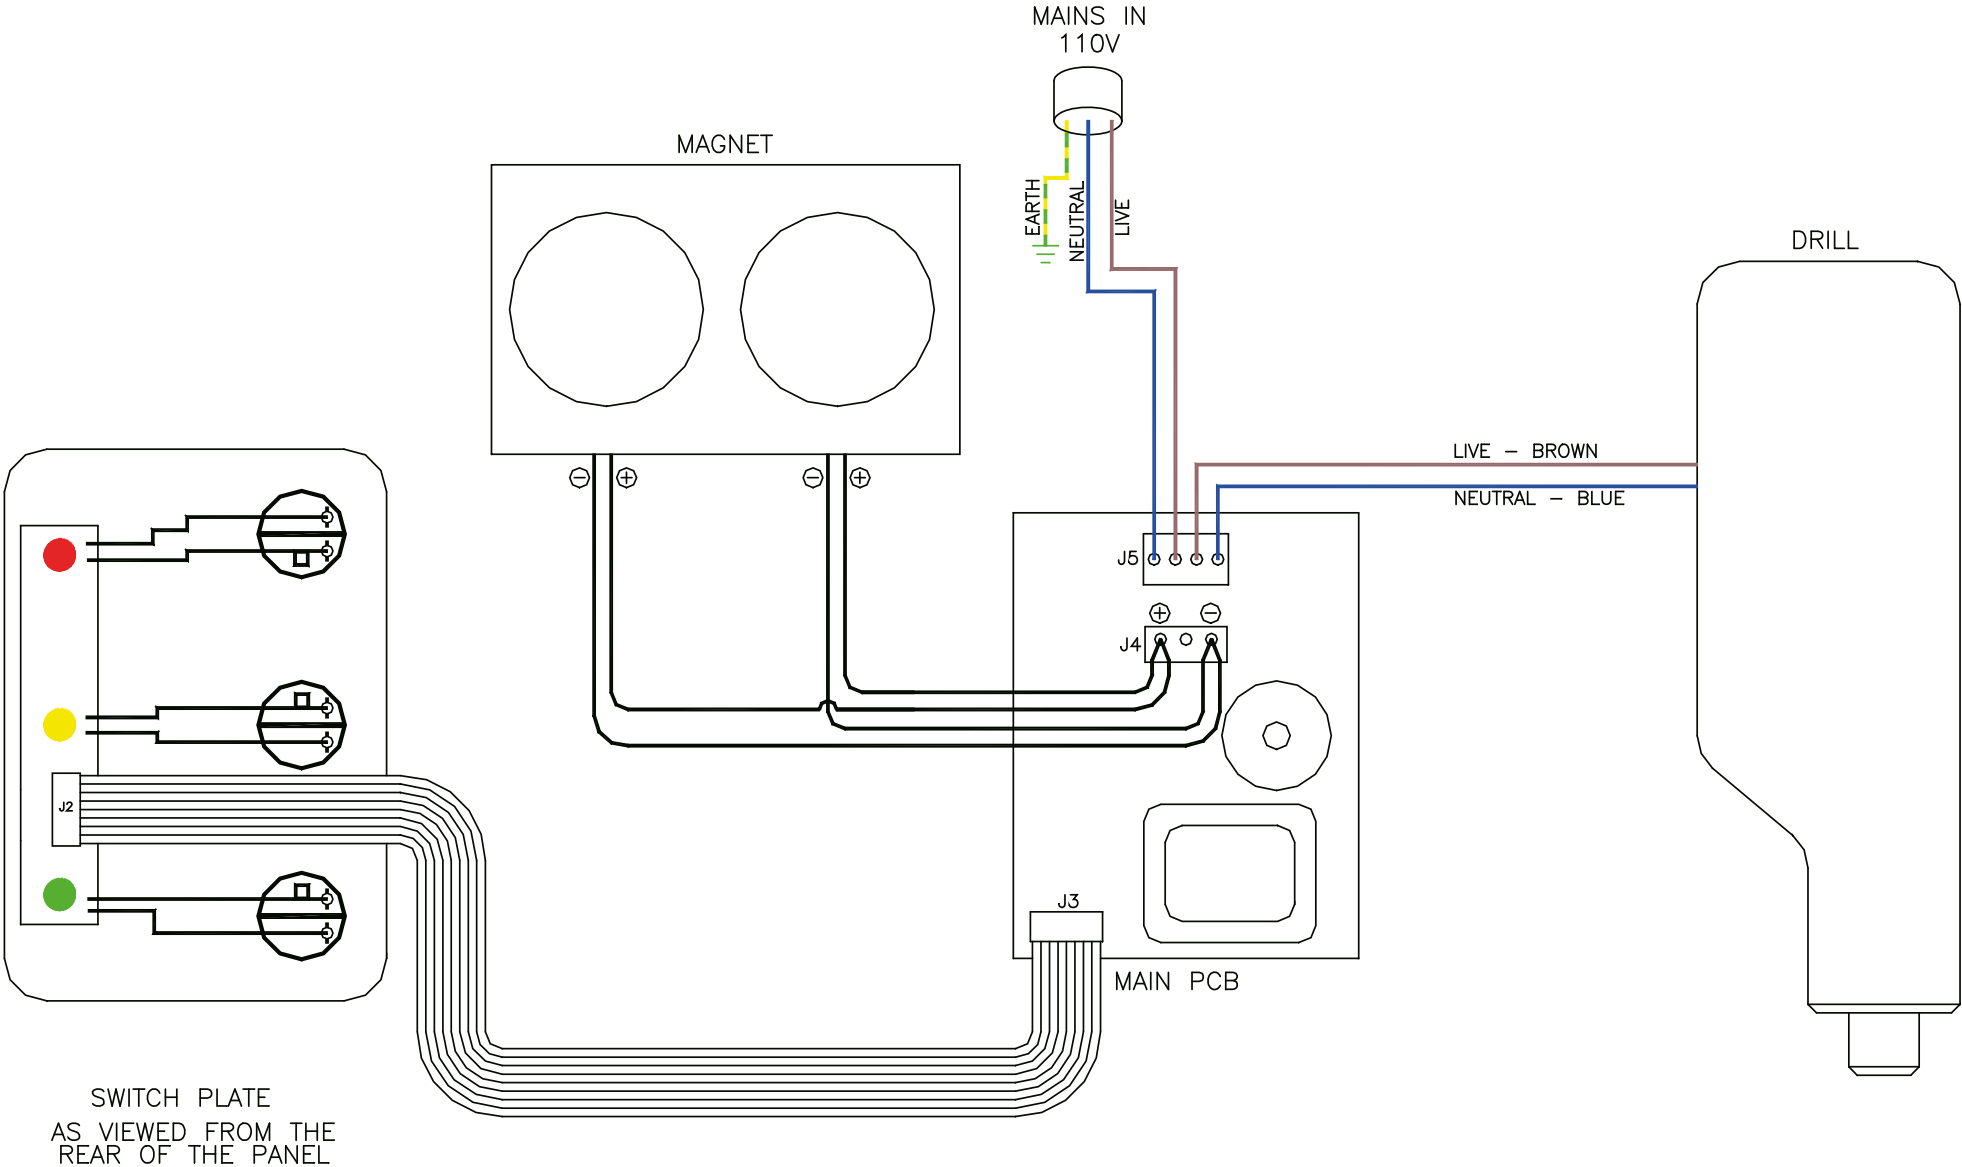 MAINS IN
110V
MAGNET
EARTH
NEUTRAL
LIVE
DRILL
LIVE - BROWN
NEUTRAL - BLUE
J5
J4
J2
J3
MAIN PCB
SWITCH PLATE
AS VIEWED FROM THE
REAR OF THE PANEL